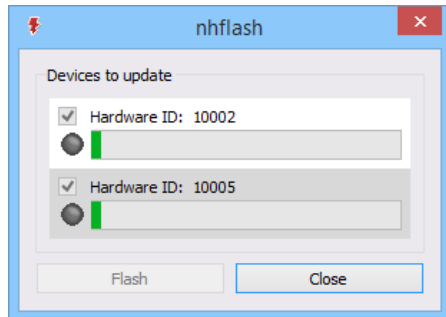 nhflash
Devices to update
Hardware ID: 10002
Hardware ID: 10005
Flash
Close